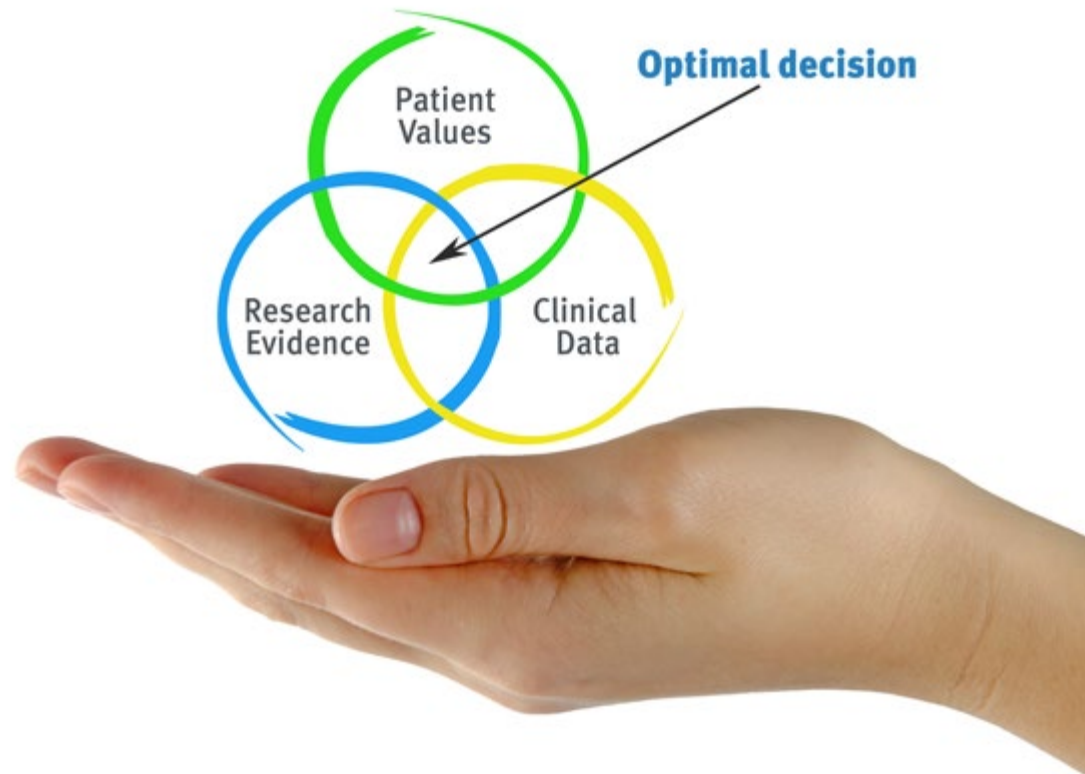 Optimal decision
Patient
Values
Research
Evidence
Clinical
Data